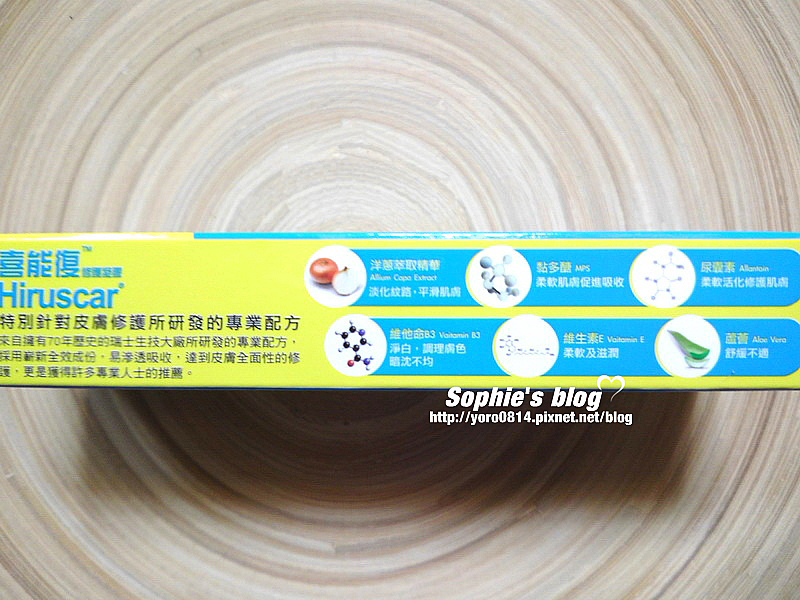 喜能復™修護凝膠
Hiruscar®
特別針對皮膚修護所研發的專業配方
來自擁有70年歷史的瑞士生技大廠所研發的專業配方,
採用嶄新全效成份,易滲透吸收,達到皮膚全面性的修
護,更是獲得許多專業人士的推薦。
洋蔥萃取精華
Allium Capa Extract
淡化紋路,平滑肌膚
黏多醣 MPS
柔軟肌膚促進吸收
尿囊素 Allantoin
柔軟活化修護肌膚
維他命B3 Vaitamin B3
淨白,調理膚色
暗沈不均
維生素E Vaitamin E
柔軟及滋潤
蘆薈 Aloe Vera
舒緩不適
Sophie's blog♡
http://yoro0814.pixnet.net/blog